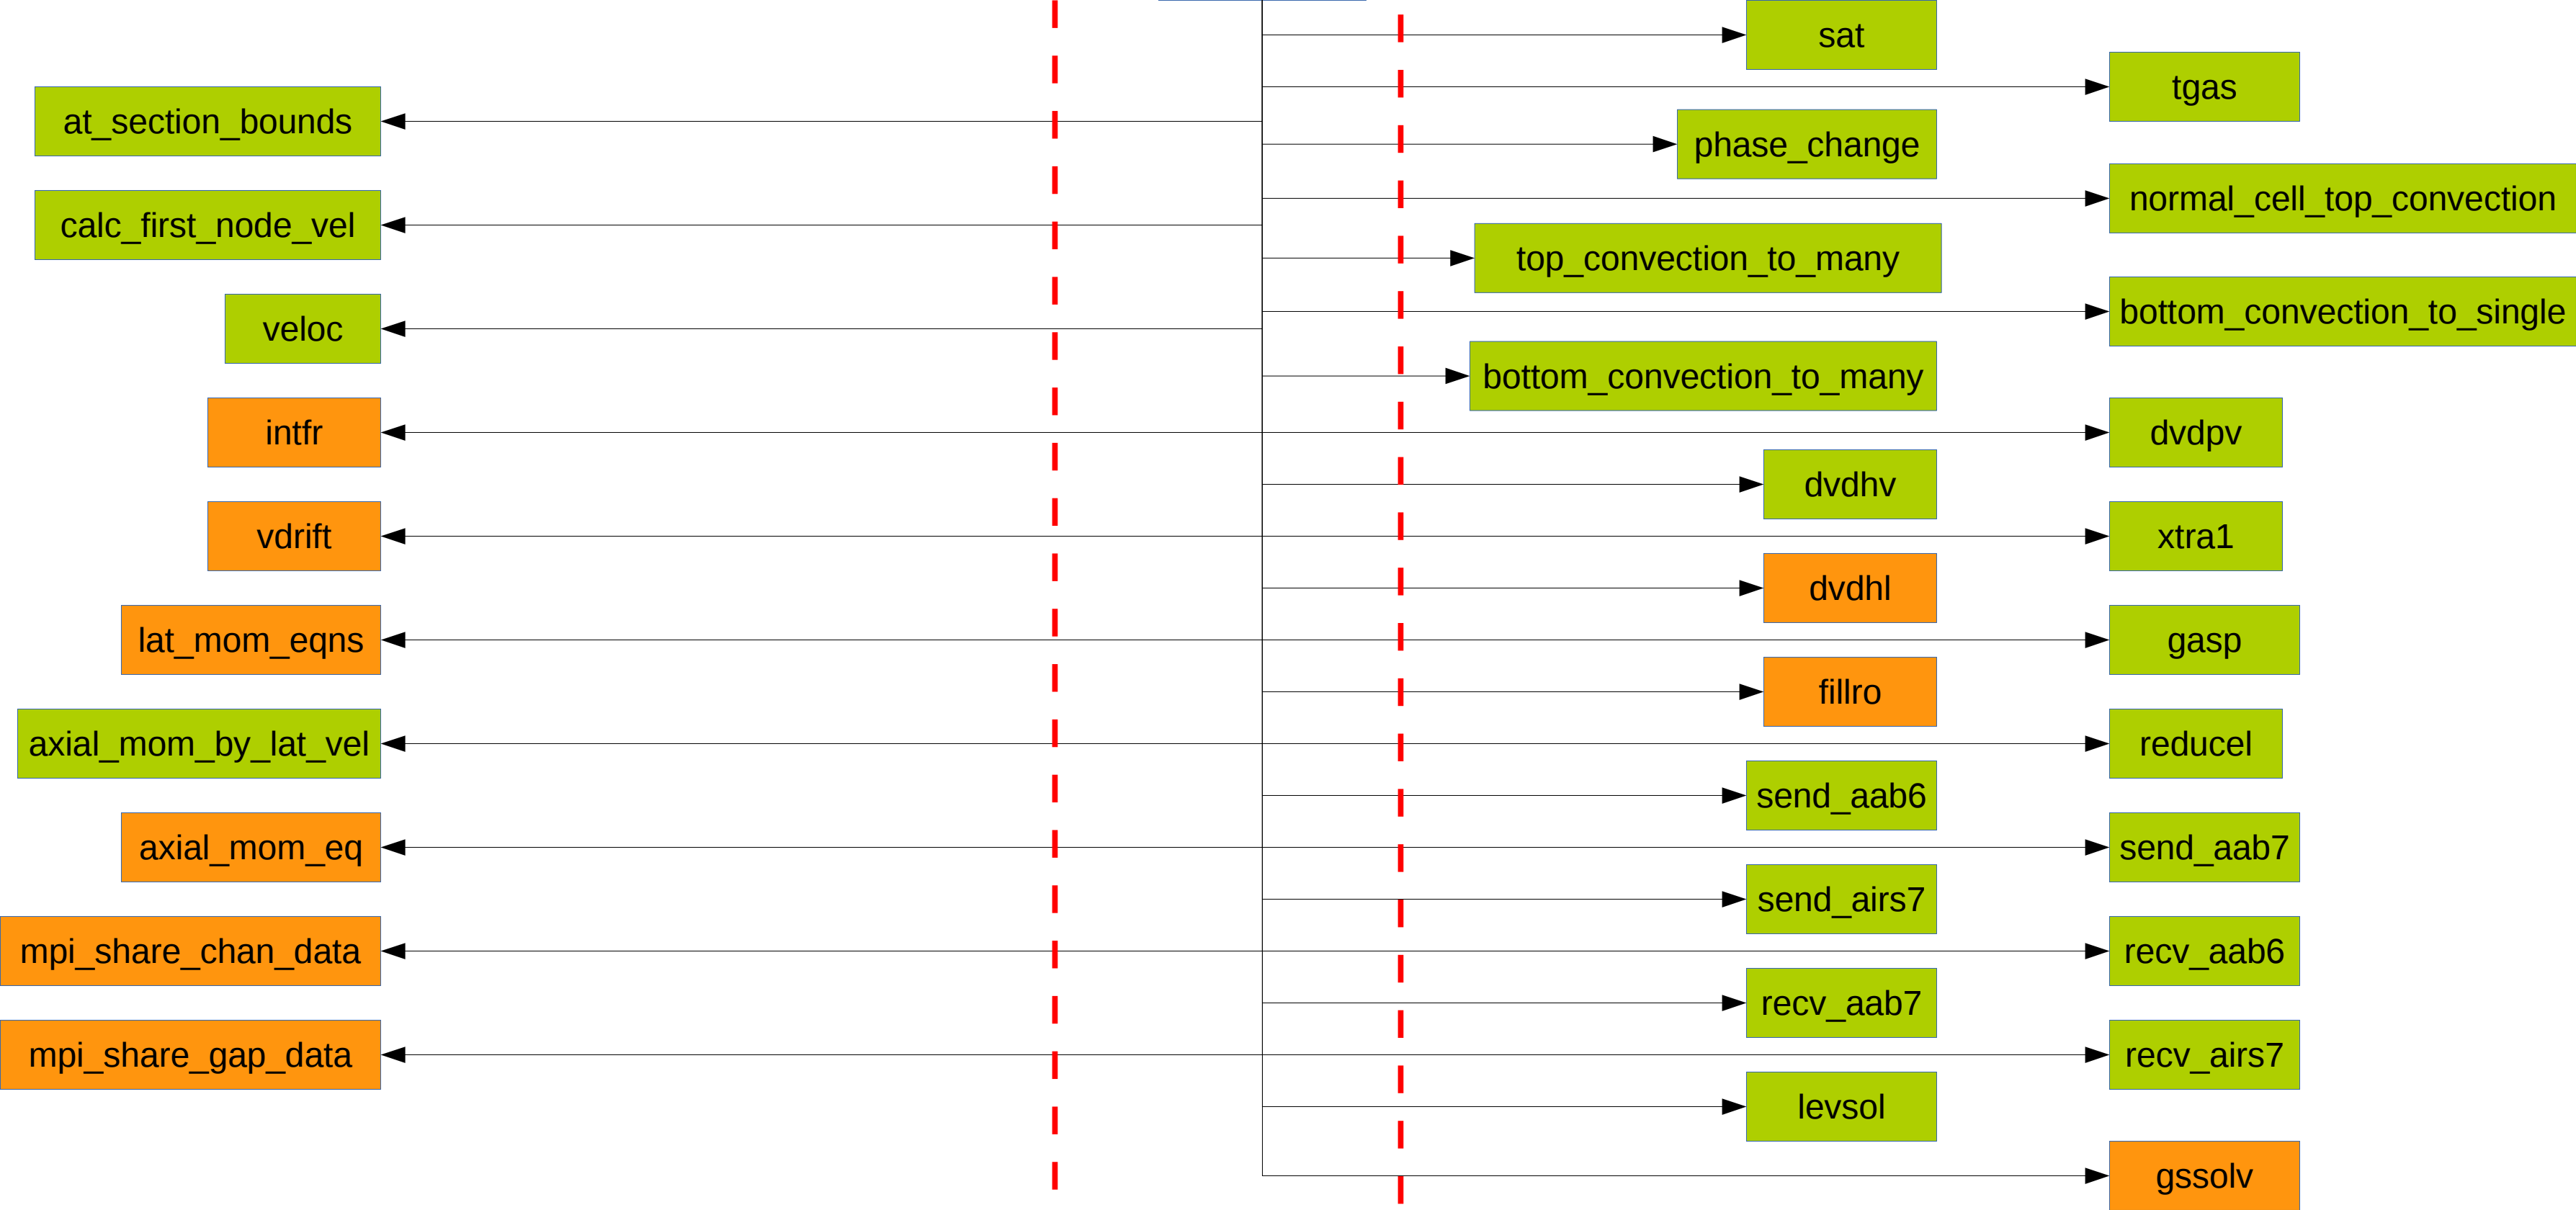 sat
tgas
at_section_bounds
phase_change
normal_cell_top_convection
calc_first_node_vel
top_convection_to_many
bottom_convection_to_single
veloc
bottom_convection_to_many
intfr
dvdpv
dvdhv
vdrift
xtra1
dvdhl
lat_mom_eqns
gasp
fillro
axial_mom_by_lat_vel
reducel
send_aab6
axial_mom_eq
send_aab7
send_airs7
mpi_share_chan_data
recv_aab6
recv_aab7
mpi_share_gap_data
recv_airs7
levsol
gssolv